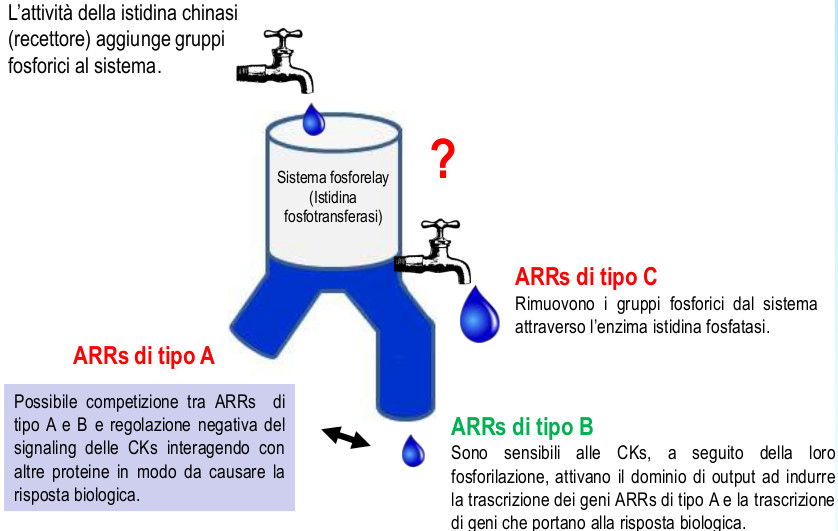 L’attività della istidina chinasi
(recettore) aggiunge gruppi
fosforici al sistema.
Sistema fosforelay
(Istidina
fosfotransferasi)
?
ARRs di tipo C
Rimuovono i gruppi fosforici dal sistema
attraverso l’enzima istidina fosfatasi.
ARRs di tipo A
Possibile competizione tra ARRs di
tipo A e B e regolazione negativa del
signaling delle CKs interagendo con
altre proteine in modo da causare la
risposta biologica.
ARRs di tipo B
Sono sensibili alle CKs, a seguito della loro
fosforilazione, attivano il dominio di output ad indurre
la trascrizione dei geni ARRs di tipo A e la trascrizione
di geni che portano alla risposta biologica.